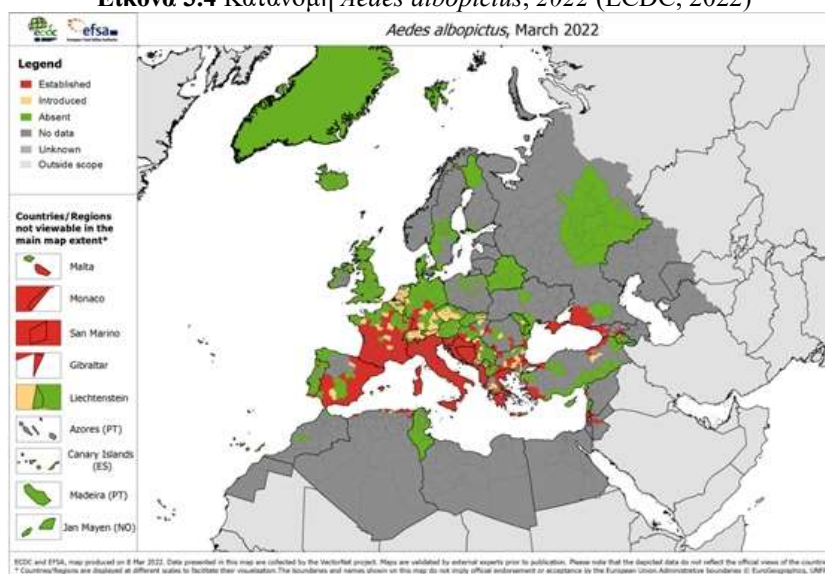 Εικόνα 3.4 Κατανομή Aedes albopictus, 2022 (ECDC, 2022)
ecdc efsa
Aedes albopictus, March 2022
Legend
Established
Introduced
Absent
No data
Unknown
Outside scope
Countries/Regions
not viewable in the
main map extent*
Malta
Monaco
San Marino
Gibraltar
Liechtenstein
Azores (PT)
Canary Islands
(ES)
Madeira (PT)
Jan Mayen (NO)
ECDC and EFSA, map produced on 8 Mar 2022. Data presented in this map are collected by the VectorNet project. Maps are validated by external experts prior to publication. Please note that the depicted data do not reflect the official views of the countries
* Countries/Regions are displayed at different scales to facilitate their visualisation. The boundaries and names shown on this map do not imply official endorsement or acceptance by the European Union. Administrative boundaries © EuroGeographics,